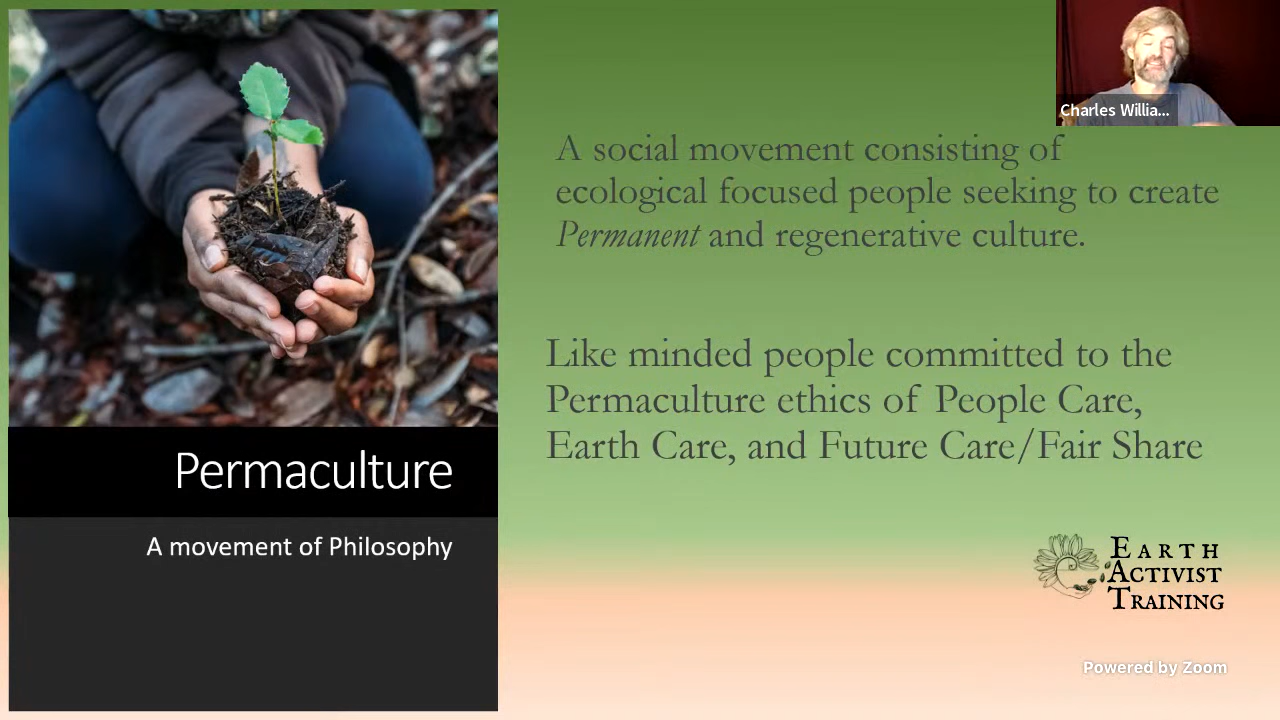 Charles Willia...
A social movement consisting of
ecological focused people seeking to create
Permanent and regenerative culture.
Like minded people committed to the
Permaculture ethics of People Care,
Earth Care, and Future Care/Fair Share
Permaculture
A movement of Philosophy
EARTH
ACTIVIST
TRAINING
Powered by Zoom